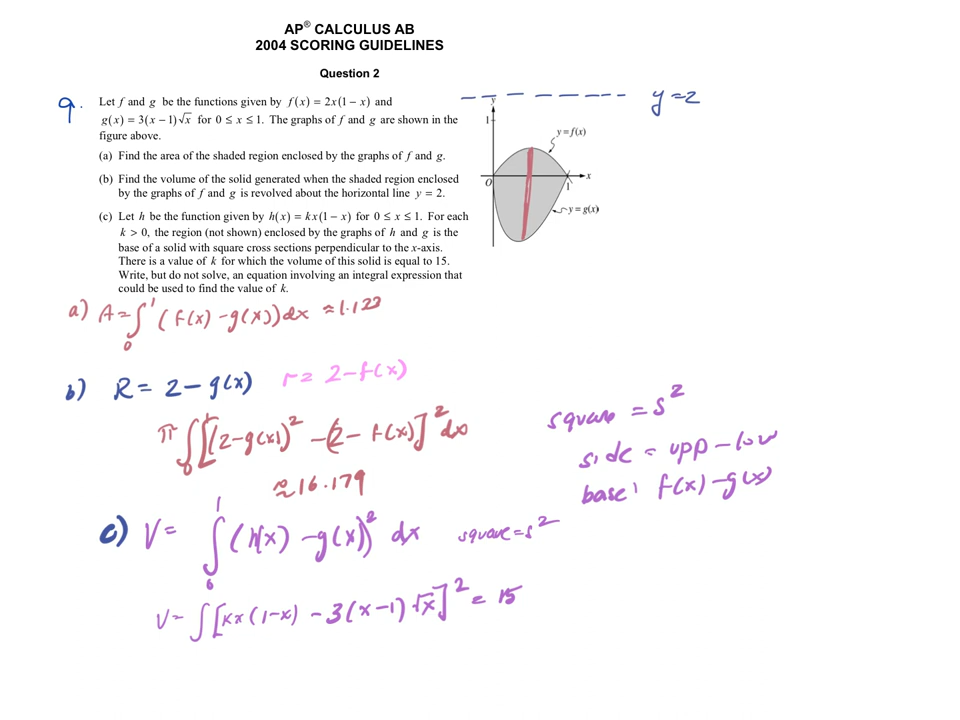 AP® CALCULUS AB
2004 SCORING GUIDELINES
Question 2
9.
Let f and g be the functions given by f(x) = 2x(1 − x) and
g(x) = 3(x − 1)√x for 0 ≤ x ≤ 1. The graphs of f and g are shown in the
figure above.
(a) Find the area of the shaded region enclosed by the graphs of f and g.
(b) Find the volume of the solid generated when the shaded region enclosed
by the graphs of f and g is revolved about the horizontal line y = 2.
(c) Let h be the function given by h(x) = kx(1 − x) for 0 ≤ x ≤ 1. For each
k > 0, the region (not shown) enclosed by the graphs of h and g is the
base of a solid with square cross sections perpendicular to the x-axis.
There is a value of k for which the volume of this solid is equal to 15.
Write, but do not solve, an equation involving an integral expression that
could be used to find the value of k.
y = 2
y
1
y = f(x)
O
1
x
y = g(x)
a) A = ∫₀¹ (f(x) − g(x)) dx ≈ 1.133
b) R = 2 − g(x) r = 2 − f(x)
π ∫₀¹ [(2 − g(x))² − (2 − f(x)]² dx
≈ 16.179
square = s²
side = upp − low
base: f(x) − g(x)
c) V = ∫₀¹ (h(x) − g(x))² dx square = s²
V = ∫ [kx(1−x) − 3(x−1)√x]² = 15